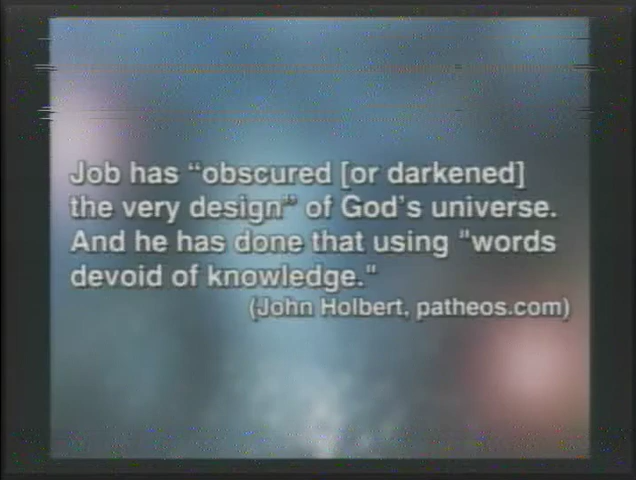 Job has “obscured [or darkened]
the very design” of God's universe.
And he has done that using "words
devoid of knowledge."
(John Holbert, patheos.com)